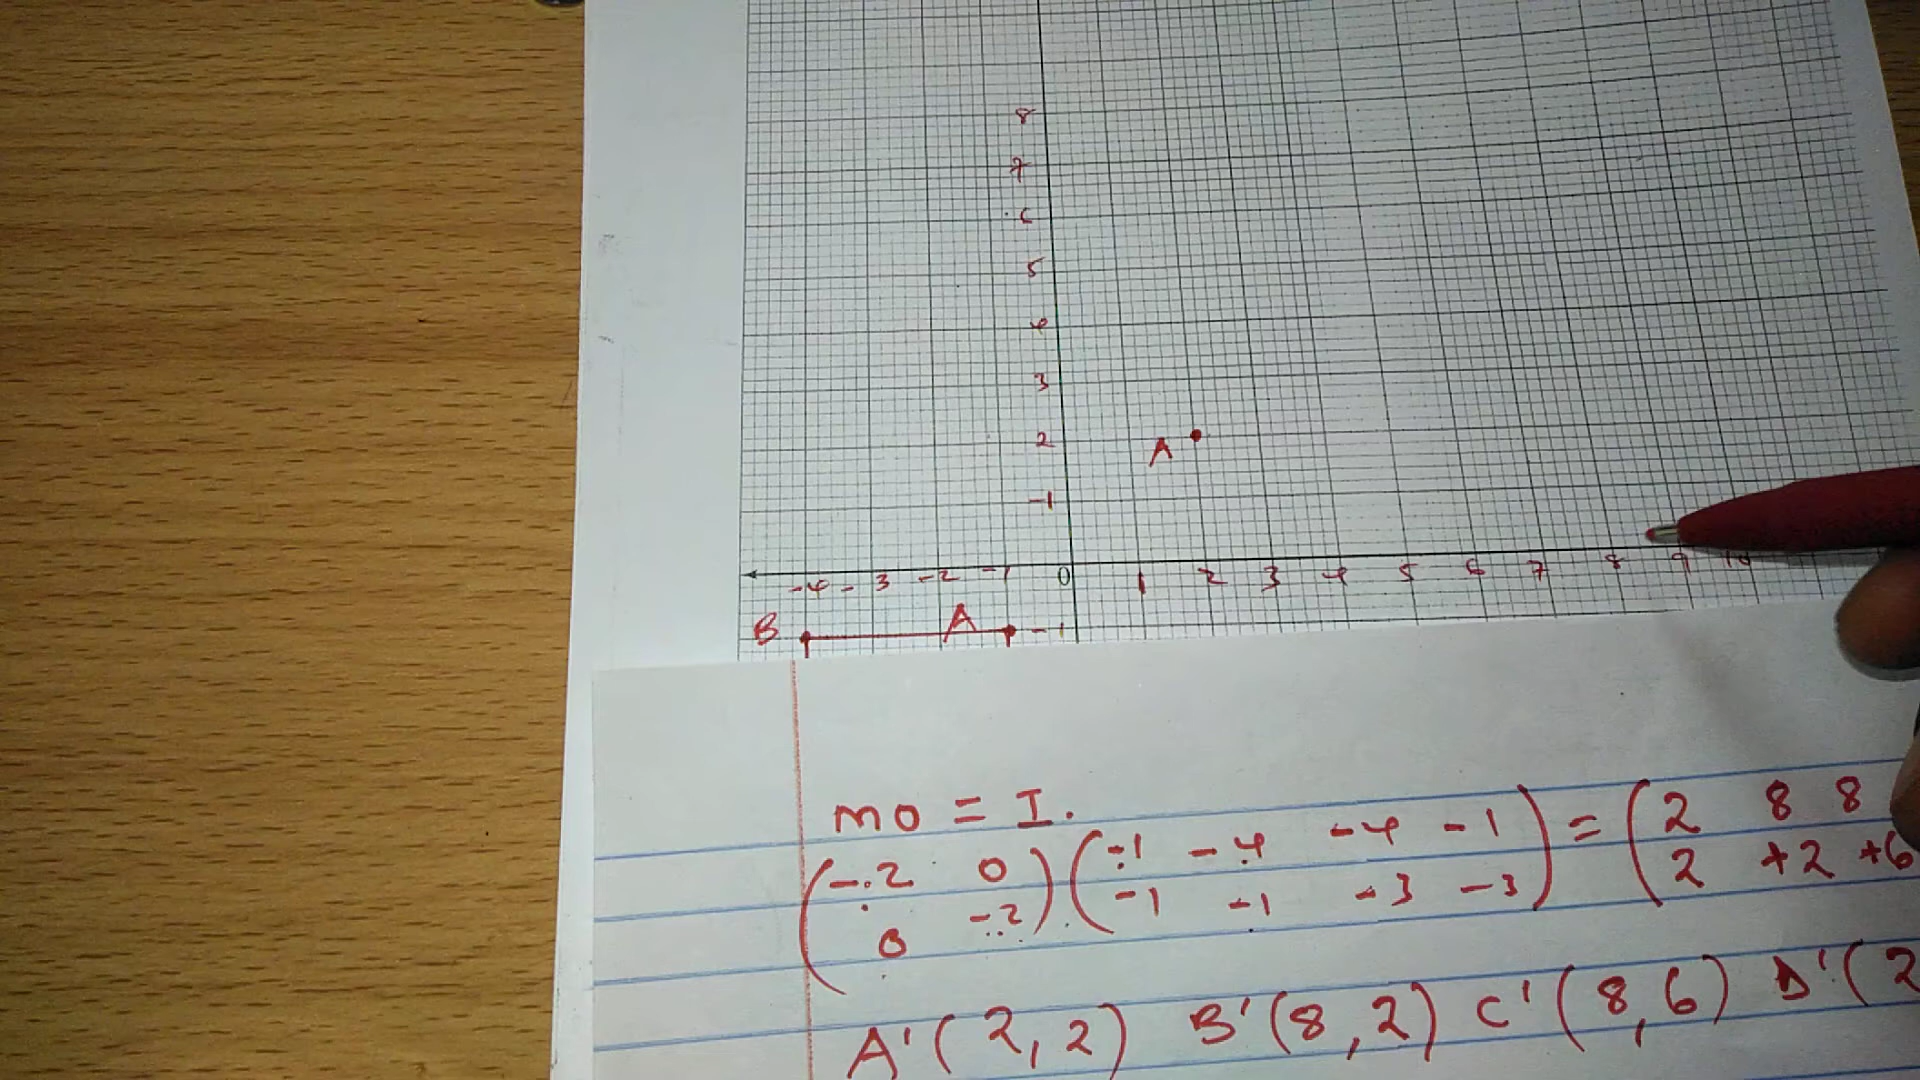 8
7
6
5
4
3
2
A
-1
-4 -3 -2 -1 0 1 2 3 4 5 6 7 8 9 10
B A -1
mo = I.
(-2 0) (-1 -4 -4 -1) = (2 8 8
(0 -2) (-1 -1 -3 -3) = (2 +2 +6
A'(2,2) B'(8,2) C'(8,6) D'(2